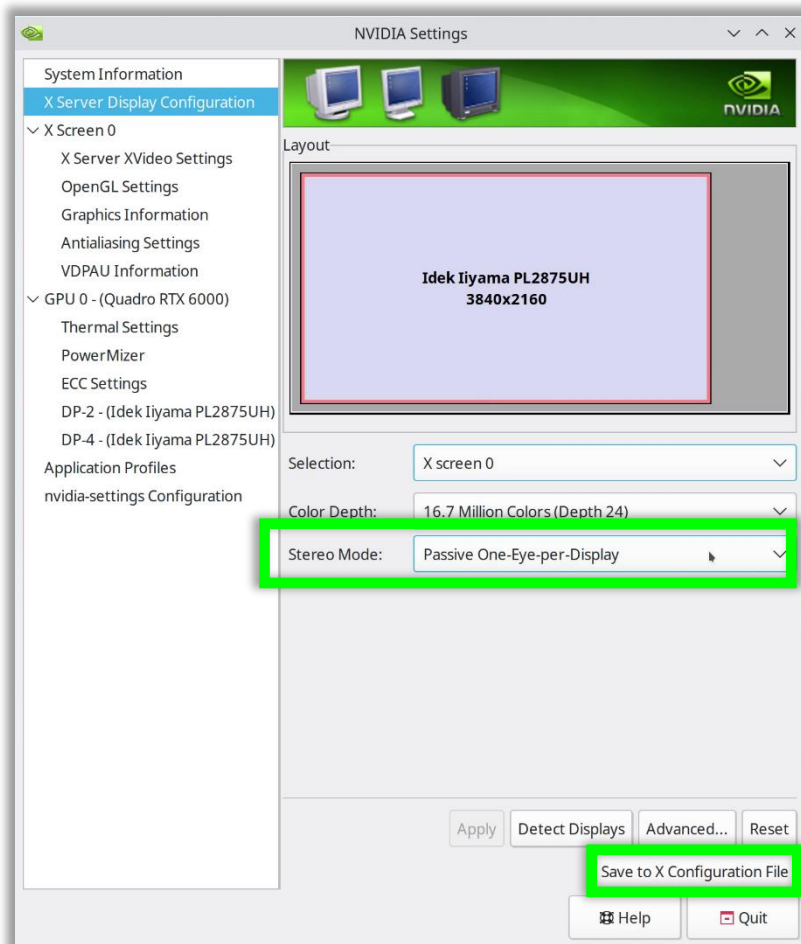 NVIDIA Settings
System Information
X Server Display Configuration
X Screen 0
X Server XVideo Settings
OpenGL Settings
Graphics Information
Antialiasing Settings
VDPAU Information
GPU 0 - (Quadro RTX 6000)
Thermal Settings
PowerMizer
ECC Settings
DP-2 - (Idek Iiyama PL2875UH)
DP-4 - (Idek Iiyama PL2875UH)
Application Profiles
nvidia-settings Configuration
NVIDIA.
Layout
Idek Iiyama PL2875UH
3840x2160
Selection: X screen 0
Color Depth: 16.7 Million Colors (Depth 24)
Stereo Mode: Passive One-Eye-per-Display
Apply Detect Displays Advanced... Reset
Save to X Configuration File
Help Quit